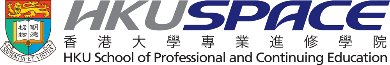 HKUSPACE
香港大學專業進修學院
HKU School of Professional and Continuing Education